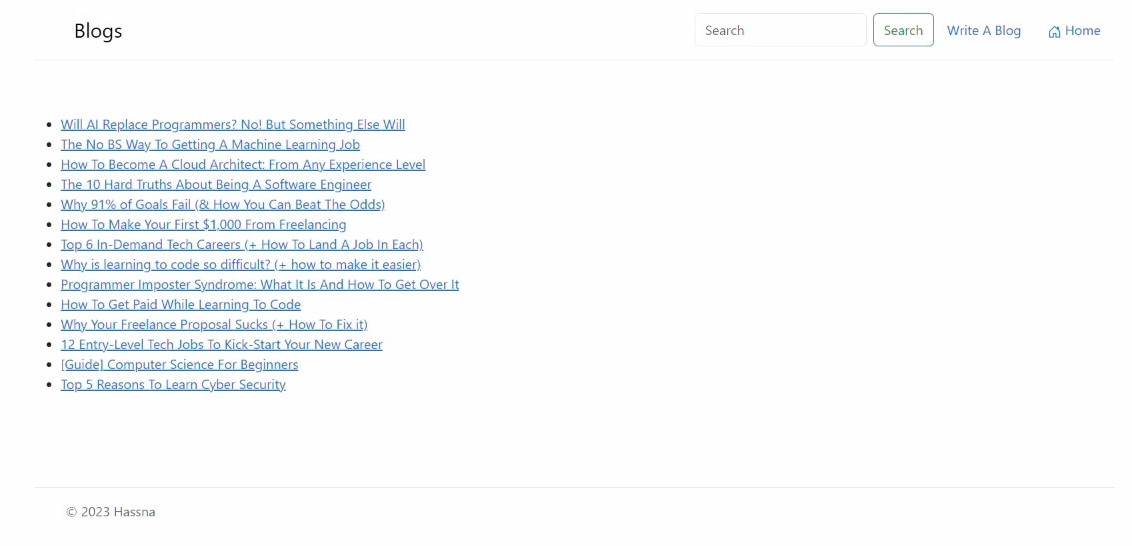 Blogs
Search
Search
Write A Blog
Home
Will AI Replace Programmers? No! But Something Else Will
The No BS Way To Getting A Machine Learning Job
How To Become A Cloud Architect: From Any Experience Level
The 10 Hard Truths About Being A Software Engineer
Why 91% of Goals Fail (& How You Can Beat The Odds)
How To Make Your First $1,000 From Freelancing
Top 6 In-Demand Tech Careers (+ How To Land A Job In Each)
Why is learning to code so difficult? (+ how to make it easier)
Programmer Imposter Syndrome: What It Is And How To Get Over It
How To Get Paid While Learning To Code
Why Your Freelance Proposal Sucks (+ How To Fix it)
12 Entry-Level Tech Jobs To Kick-Start Your New Career
[Guide] Computer Science For Beginners
Top 5 Reasons To Learn Cyber Security
© 2023 Hassna